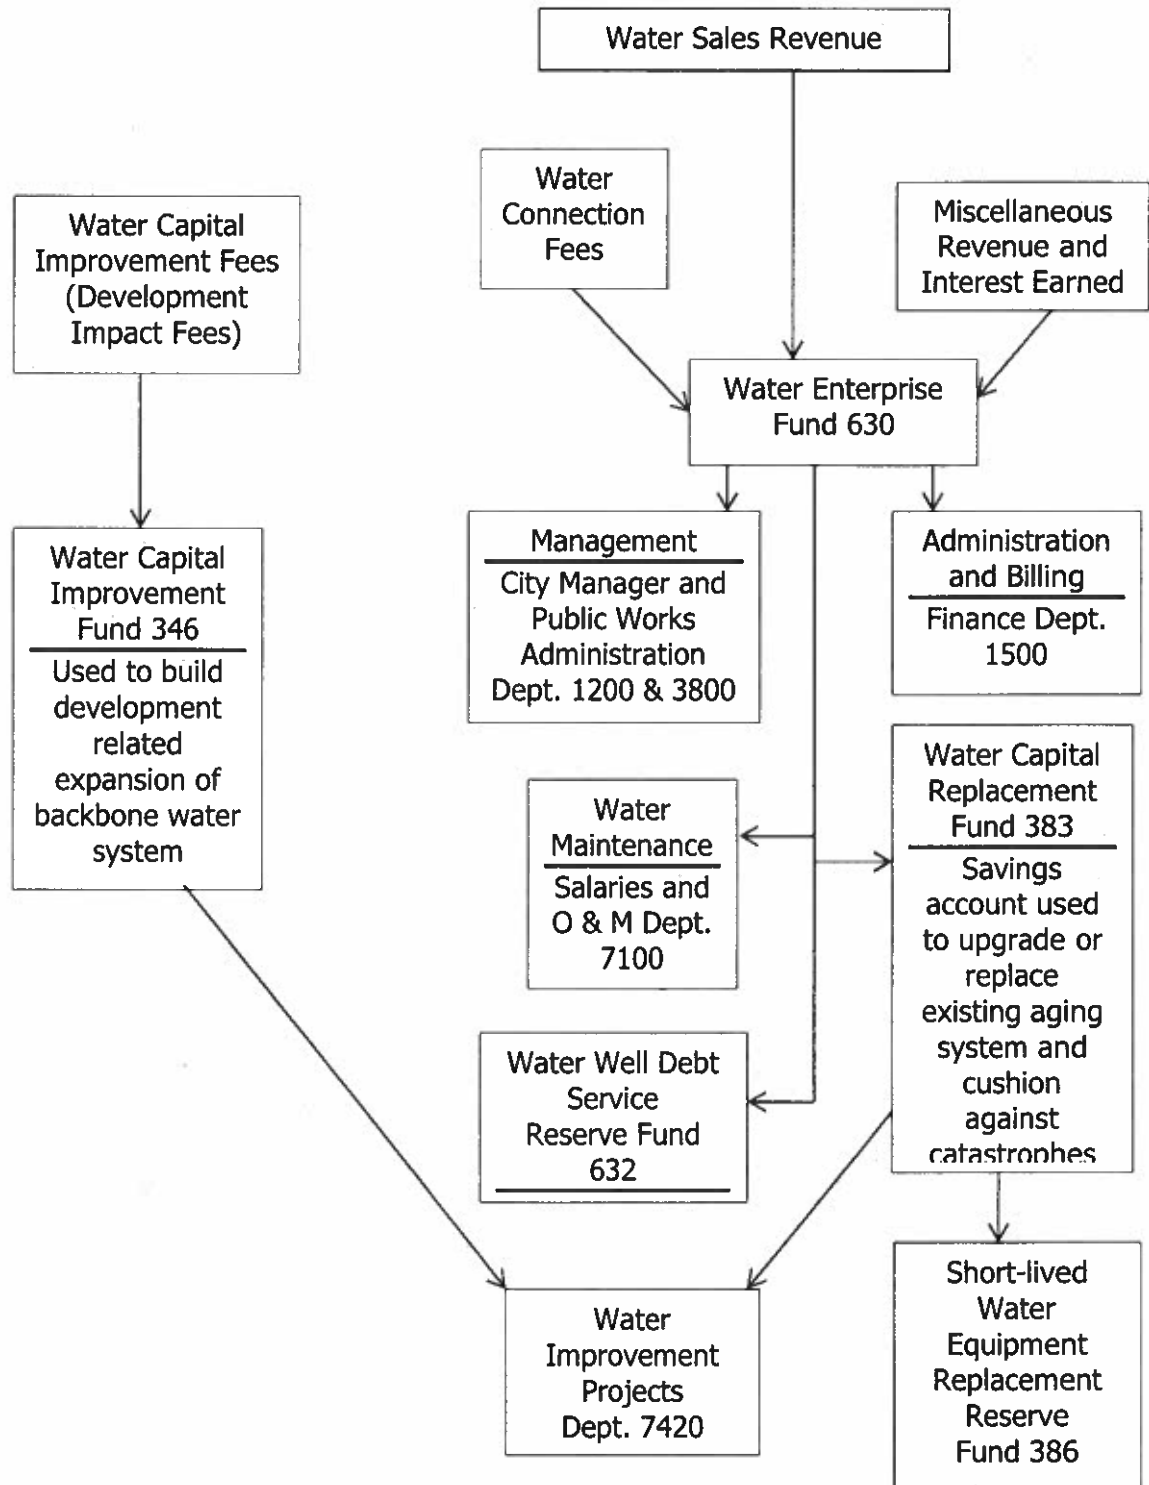 Water Sales Revenue
Water
Connection
Fees
Miscellaneous
Revenue and
Interest Earned
Water Capital
Improvement Fees
(Development
Impact Fees)
Water Enterprise
Fund 630
Management
City Manager and
Public Works
Administration
Dept. 1200 & 3800
Administration
and Billing
Finance Dept.
1500
Water Capital
Improvement
Fund 346
Used to build
development
related
expansion of
backbone water
system
Water
Maintenance
Salaries and
O & M Dept.
7100
Water Capital
Replacement
Fund 383
Savings
account used
to upgrade or
replace
existing aging
system and
cushion
against
catastrophes
Water Well Debt
Service
Reserve Fund
632
Water
Improvement
Projects
Dept. 7420
Short-lived
Water
Equipment
Replacement
Reserve
Fund 386